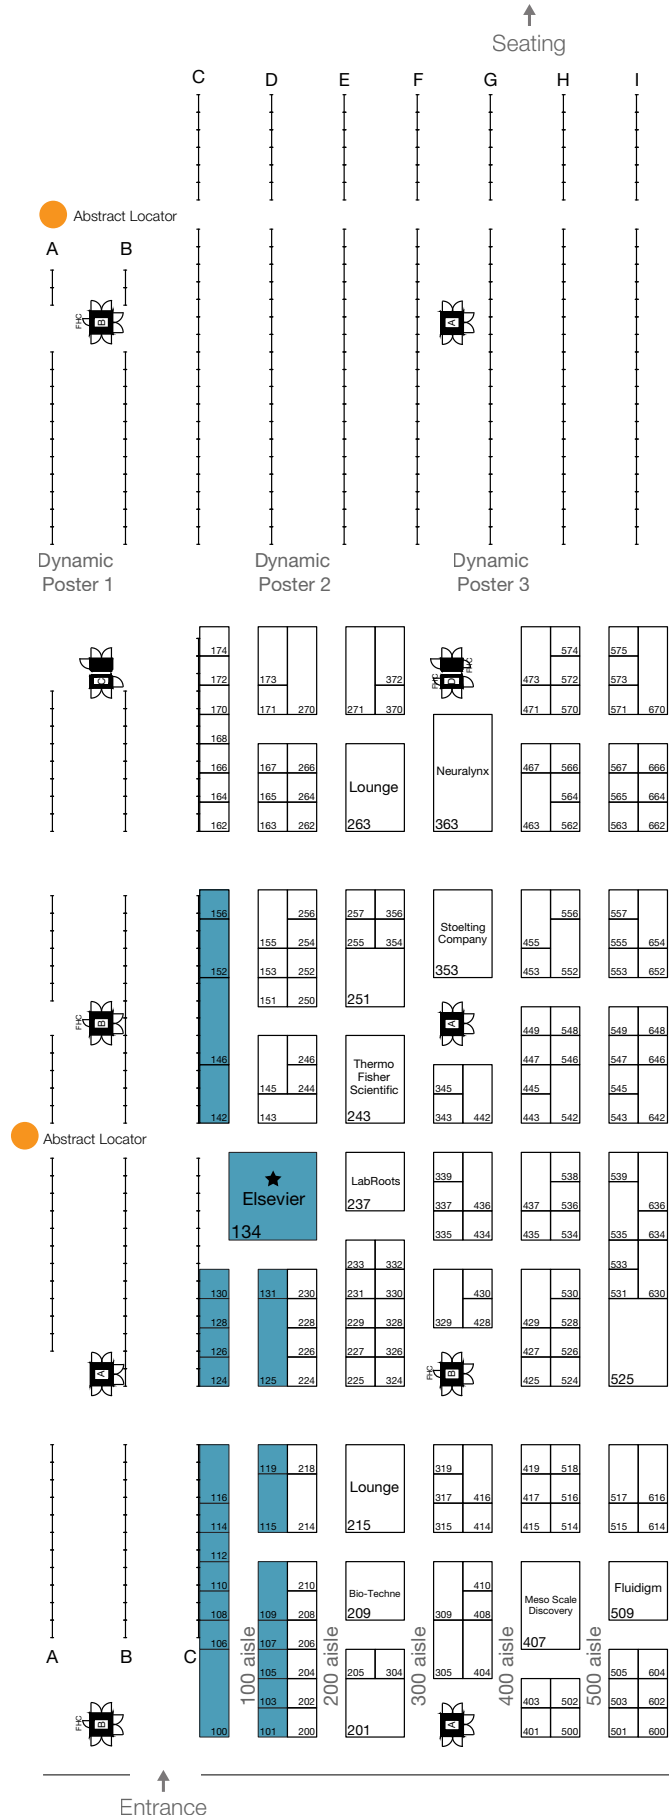 Seating
C D E F G H I
Abstract Locator
A B
FHC B A
Dynamic Poster 1
Dynamic Poster 2
Dynamic Poster 3
C FHC D FHC
174 574 575
172 173 372 473 572 573
170 171 270 271 370 471 570 571 670
168
166 167 266 Lounge Neuralynx 467 566 567 666
164 165 264 564 565 664
162 163 262 263 363 463 562 563 662
156 256 257 356 Stoelting Company 556 557
155 254 255 354 455 555 654
152 153 252 353 453 552 553 652
151 250 251
FHC B A
449 548 549 648
146 246 Thermo Fisher Scientific 447 546 547 646
145 244 345 445 545
142 143 243 343 442 443 542 543 642
Abstract Locator
Elsevier LabRoots 339 538 539
237 337 436 437 536 636
134 335 434 435 534 535 634
233 332 533
130 131 230 231 330 430 530 531 630
128 228 229 328 329 428 429 528
126 226 227 326 427 526
124 125 224 225 324 425 524 525
A FHC B
119 218 Lounge 319 419 518
116 317 416 417 516 517 616
114 115 214 215 315 414 415 514 515 614
112
110 210 Bio-Techne 410 Meso Scale Discovery Fluidigm
108 109 208 209 309 408 509
106 107 206 407
A B C
100 aisle 200 aisle 300 aisle 400 aisle 500 aisle
105 204 205 304 305 404 505 604
103 202 403 502 503 602
100 101 200 201 401 500 501 600
FHC B A
Entrance